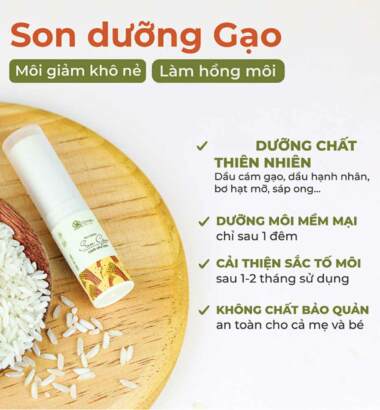 Son dưỡng Gạo
Môi giảm khô nẻ
Làm hồng môi
DƯỠNG CHẤT
THIÊN NHIÊN
Dầu cám gạo, dầu hạnh nhân,
bơ hạt mỡ, sáp ong...
DƯỠNG MÔI MỀM MẠI
chỉ sau 1 đêm
CẢI THIỆN SẮC TỐ MÔI
sau 1-2 tháng sử dụng
KHÔNG CHẤT BẢO QUẢN
an toàn cho cả mẹ và bé